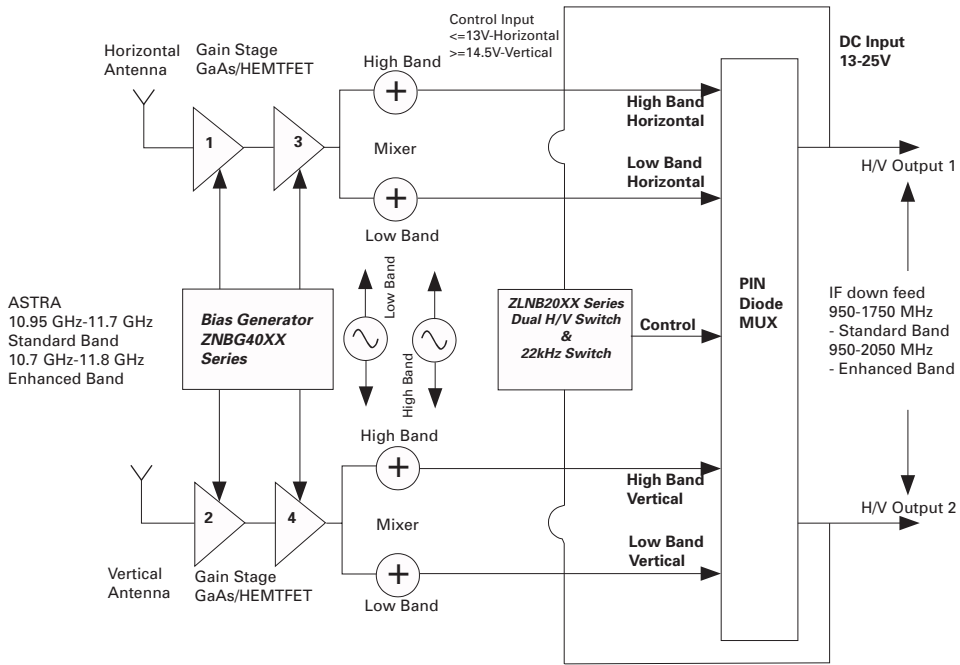 Control Input
<=13V-Horizontal
>=14.5V-Vertical
DC Input
13-25V
Horizontal
Antenna
Gain Stage
GaAs/HEMTFET
High Band
1
3
Mixer
High Band
Horizontal
Low Band
Horizontal
H/V Output 1
Low Band
ASTRA
10.95 GHz-11.7 GHz
Standard Band
10.7 GHz-11.8 GHz
Enhanced Band
Bias Generator
ZNBG40XX
Series
Low Band
High Band
ZLNB20XX Series
Dual H/V Switch
&
22kHz Switch
Control
PIN
Diode
MUX
IF down feed
950-1750 MHz
- Standard Band
950-2050 MHz
- Enhanced Band
High Band
2
4
Mixer
High Band
Vertical
Low Band
Vertical
H/V Output 2
Vertical
Antenna
Gain Stage
GaAs/HEMTFET
Low Band